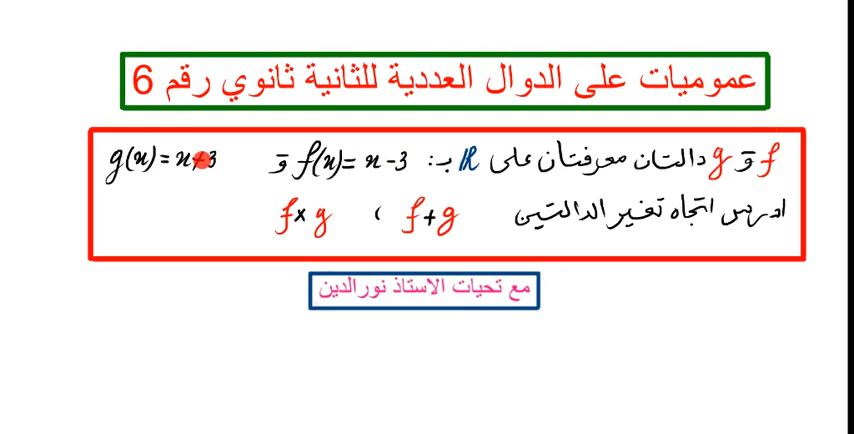 عموميات على الدوال العددية للثانية ثانوي رقم 6
f و g دالتان معرفتان على R بـ: f(x)= x-3 و g(x)= x+3
ادرس اتجاه تغير الدالتين f+g ، f×g
مع تحيات الاستاذ نورالدين